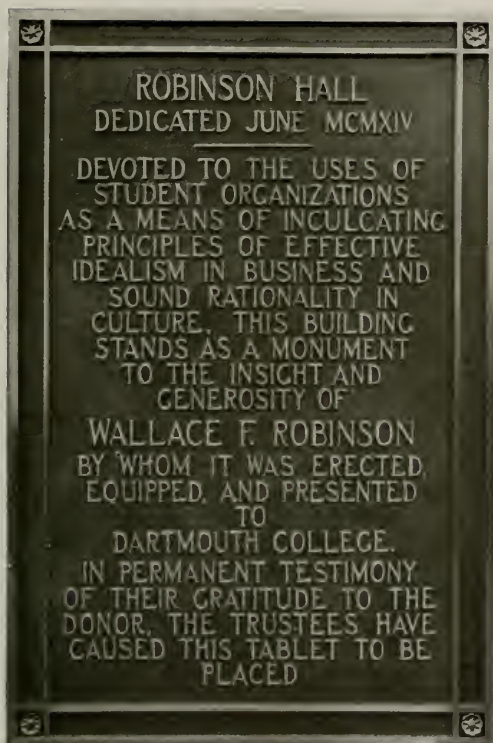 ROBINSON HALL
DEDICATED JUNE MCMXIV
DEVOTED TO THE USES OF
STUDENT ORGANIZATIONS
AS A MEANS OF INCULCATING
PRINCIPLES OF EFFECTIVE
IDEALISM IN BUSINESS AND
SOUND RATIONALITY IN
CULTURE, THIS BUILDING
STANDS AS A MONUMENT
TO THE INSIGHT AND
GENEROSITY OF
WALLACE F. ROBINSON
BY WHOM IT WAS ERECTED,
EQUIPPED, AND PRESENTED
TO
DARTMOUTH COLLEGE.
IN PERMANENT TESTIMONY
OF THEIR GRATITUDE TO THE
DONOR, THE TRUSTEES HAVE
CAUSED THIS TABLET TO BE
PLACED